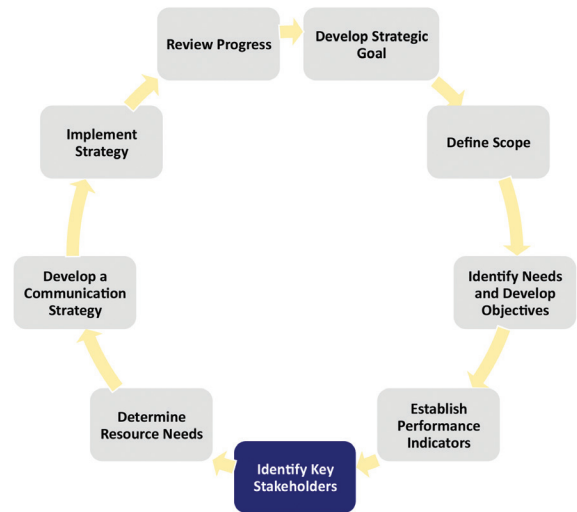 Review Progress
Develop Strategic
Goal
Define Scope
Identify Needs
and Develop
Objectives
Establish
Performance
Indicators
Identify Key
Stakeholders
Determine
Resource Needs
Develop a
Communication
Strategy
Implement
Strategy